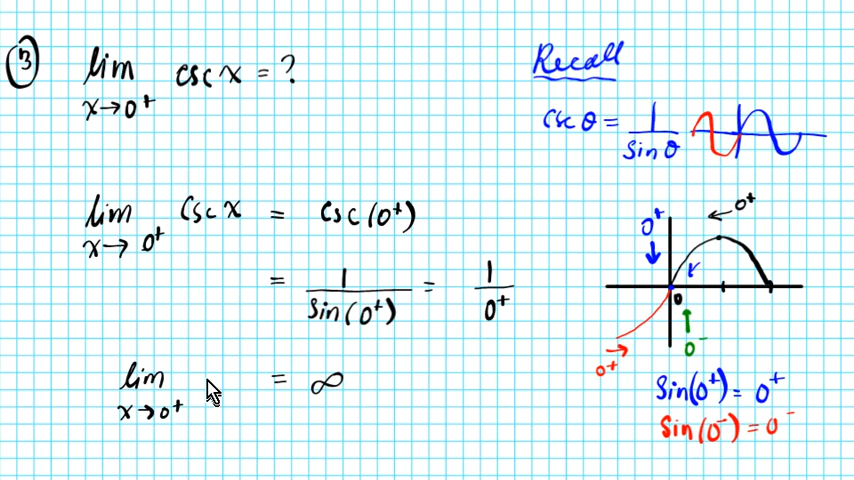 3
lim csc x = ?
x→0⁺
Recall
csc θ = 1/sin θ
lim csc x = csc(0⁺)
x→ 0⁺
= 1/sin(0⁺) = 1/0⁺
lim = ∞
x→0⁺
← 0⁺
0⁺
0
0⁻
0⁺
Sin(0⁺) = 0⁺
Sin(0⁻) = 0⁻